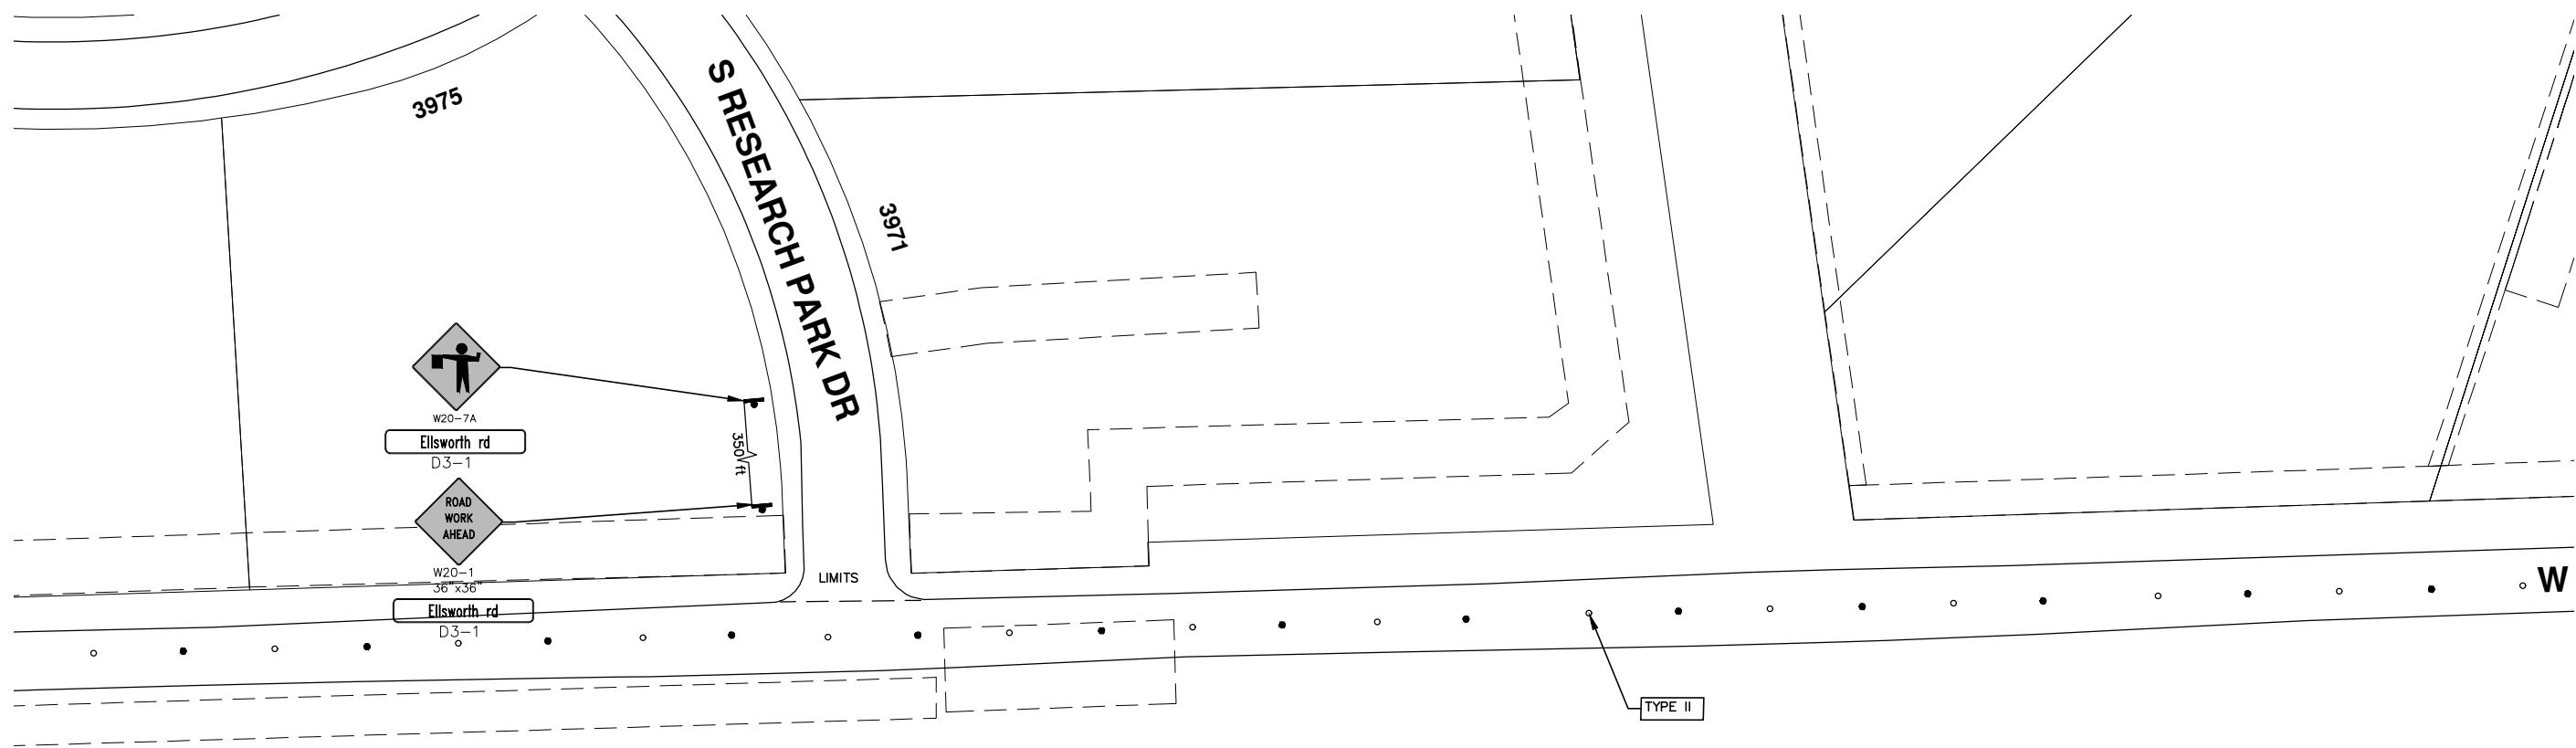 3975
S RESEARCH PARK DR
3971
W20-7A
Ellsworth rd
D3-1
350 ft
ROAD
WORK
AHEAD
W20-1
36"x36"
Ellsworth rd
D3-1
LIMITS
W
TYPE II